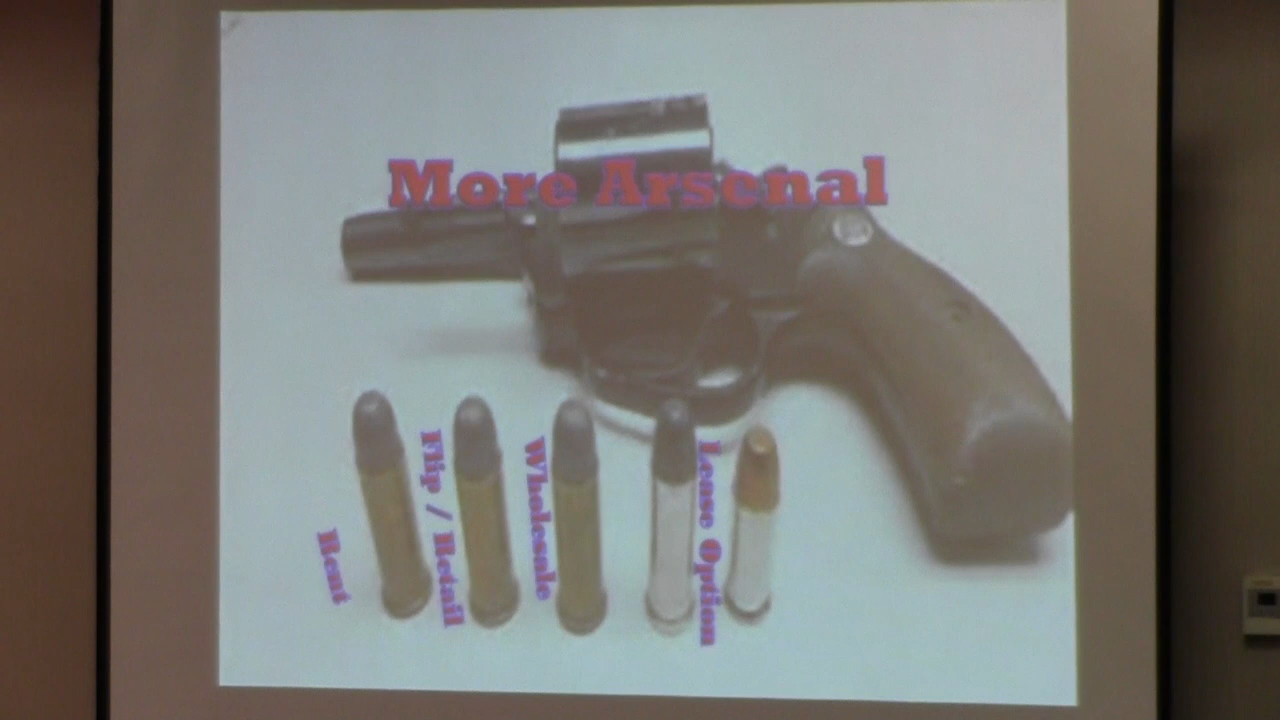 More Arsenal
Rent
Flip / Retail
Wholesale
Lease Option